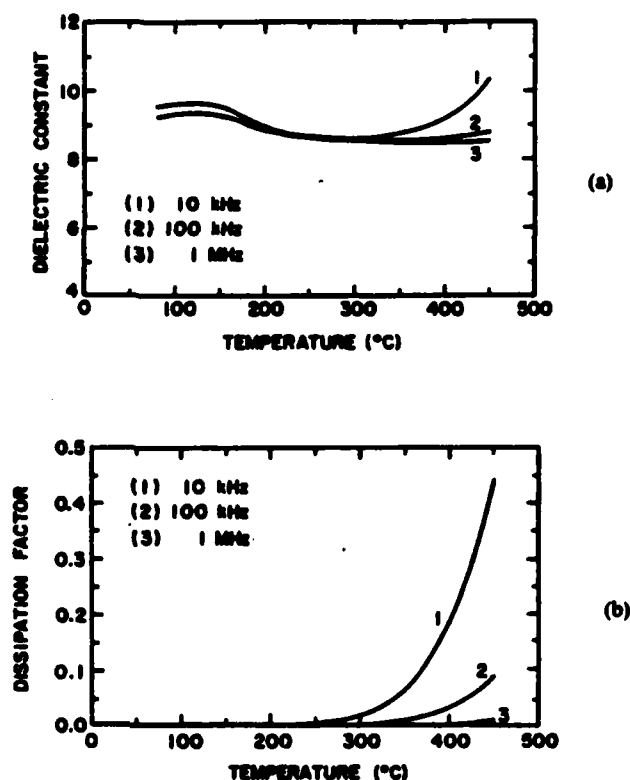 12
10
8
6
4
DIELECTRIC CONSTANT
1
2
3
(1) 10 kHz
(2) 100 kHz
(3) 1 MHz
0 100 200 300 400 500
TEMPERATURE (°C)
(a)
0.5
0.4
0.3
0.2
0.1
0.0
DISSIPATION FACTOR
(1) 10 kHz
(2) 100 kHz
(3) 1 MHz
1
2
3
0 100 200 300 400 500
TEMPERATURE (°C)
(b)